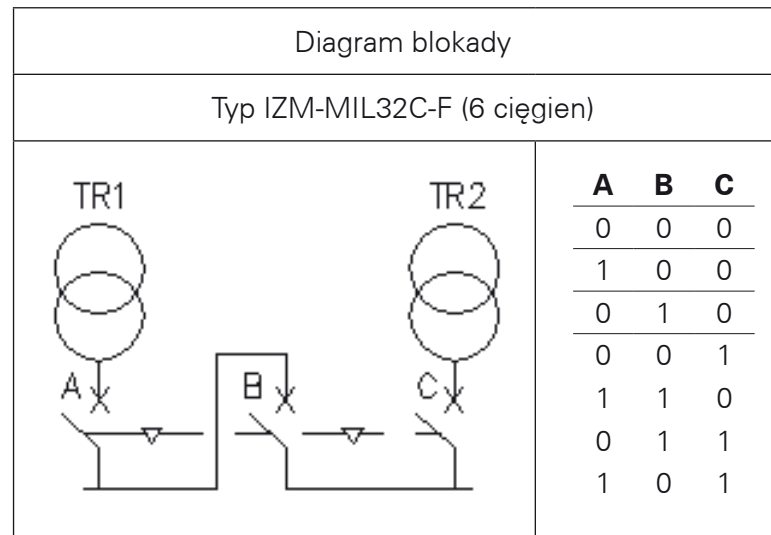 Diagram blokady
Typ IZM-MIL32C-F (6 cięgien)
TR1 TR2
A B C
A B C
0 0 0
1 0 0
0 1 0
0 0 1
1 1 0
0 1 1
1 0 1